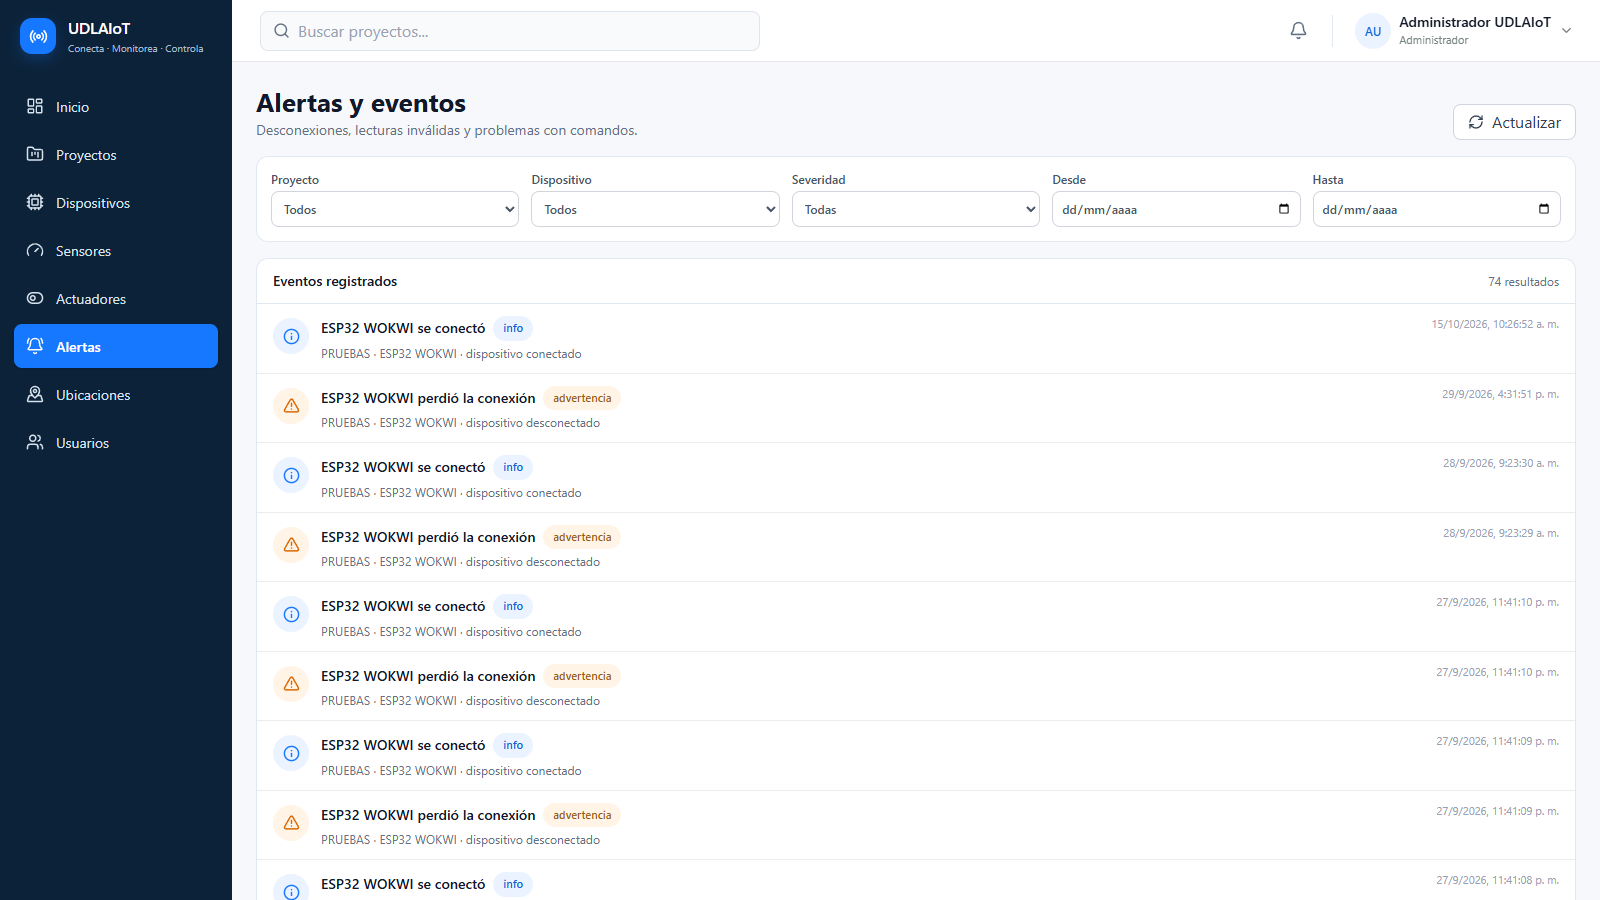 UDLAIoT
Conecta · Monitorea · Controla
Inicio
Proyectos
Dispositivos
Sensores
Actuadores
Alertas
Ubicaciones
Usuarios
Buscar proyectos...
AU
Administrador UDLAIoT
Administrador
Alertas y eventos
Desconexiones, lecturas inválidas y problemas con comandos.
Actualizar
Proyecto
Todos
Dispositivo
Todos
Severidad
Todas
Desde
dd/mm/aaaa
Hasta
dd/mm/aaaa
Eventos registrados
74 resultados
ESP32 WOKWI se conectó info
15/10/2026, 10:26:52 a. m.
PRUEBAS · ESP32 WOKWI · dispositivo conectado
ESP32 WOKWI perdió la conexión advertencia
29/9/2026, 4:31:51 p. m.
PRUEBAS · ESP32 WOKWI · dispositivo desconectado
ESP32 WOKWI se conectó info
28/9/2026, 9:23:30 a. m.
PRUEBAS · ESP32 WOKWI · dispositivo conectado
ESP32 WOKWI perdió la conexión advertencia
28/9/2026, 9:23:29 a. m.
PRUEBAS · ESP32 WOKWI · dispositivo desconectado
ESP32 WOKWI se conectó info
27/9/2026, 11:41:10 p. m.
PRUEBAS · ESP32 WOKWI · dispositivo conectado
ESP32 WOKWI perdió la conexión advertencia
27/9/2026, 11:41:10 p. m.
PRUEBAS · ESP32 WOKWI · dispositivo desconectado
ESP32 WOKWI se conectó info
27/9/2026, 11:41:09 p. m.
PRUEBAS · ESP32 WOKWI · dispositivo conectado
ESP32 WOKWI perdió la conexión advertencia
27/9/2026, 11:41:09 p. m.
PRUEBAS · ESP32 WOKWI · dispositivo desconectado
ESP32 WOKWI se conectó info
27/9/2026, 11:41:08 p. m.